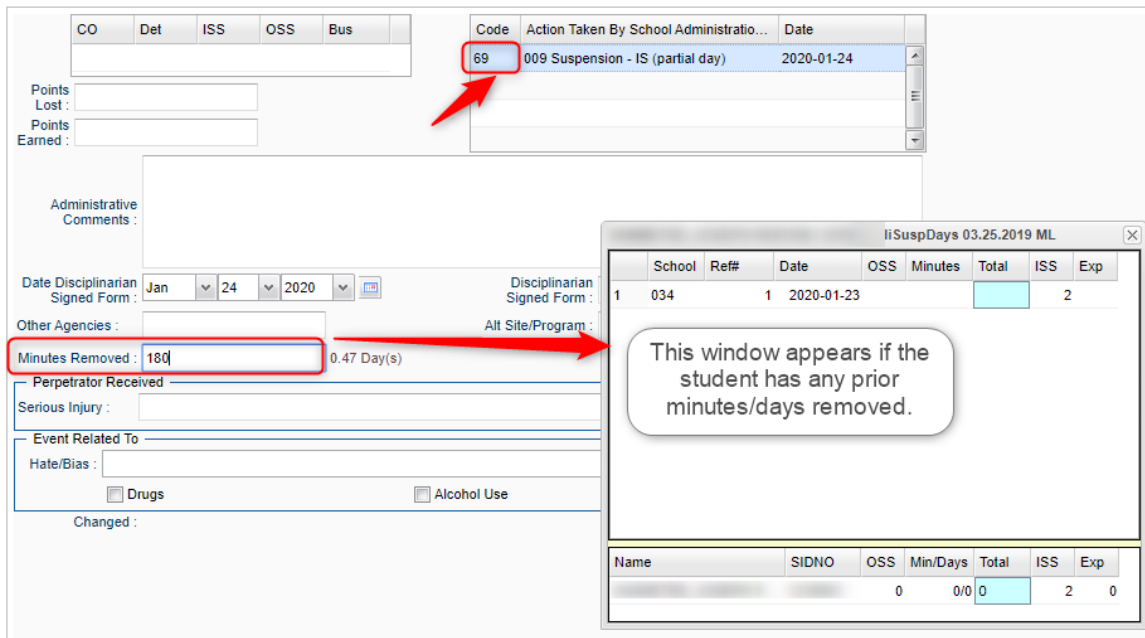 CO Det ISS OSS Bus
Code Action Taken By School Administratio... Date
69 009 Suspension - IS (partial day) 2020-01-24
Points
Lost :
Points
Earned :
Administrative
Comments :
Date Disciplinarian
Signed Form : Jan 24 2020
Disciplinarian
Signed Form :
Other Agencies :
Alt Site/Program :
Minutes Removed : 180 0.47 Day(s)
Perpetrator Received
Serious Injury :
Event Related To
Hate/Bias :
Drugs Alcohol Use
Changed :
liSuspDays 03.25.2019 ML
School Ref# Date OSS Minutes Total ISS Exp
1 034 1 2020-01-23 2
This window appears if the
student has any prior
minutes/days removed.
Name SIDNO OSS Min/Days Total ISS Exp
0 0/0 0 2 0